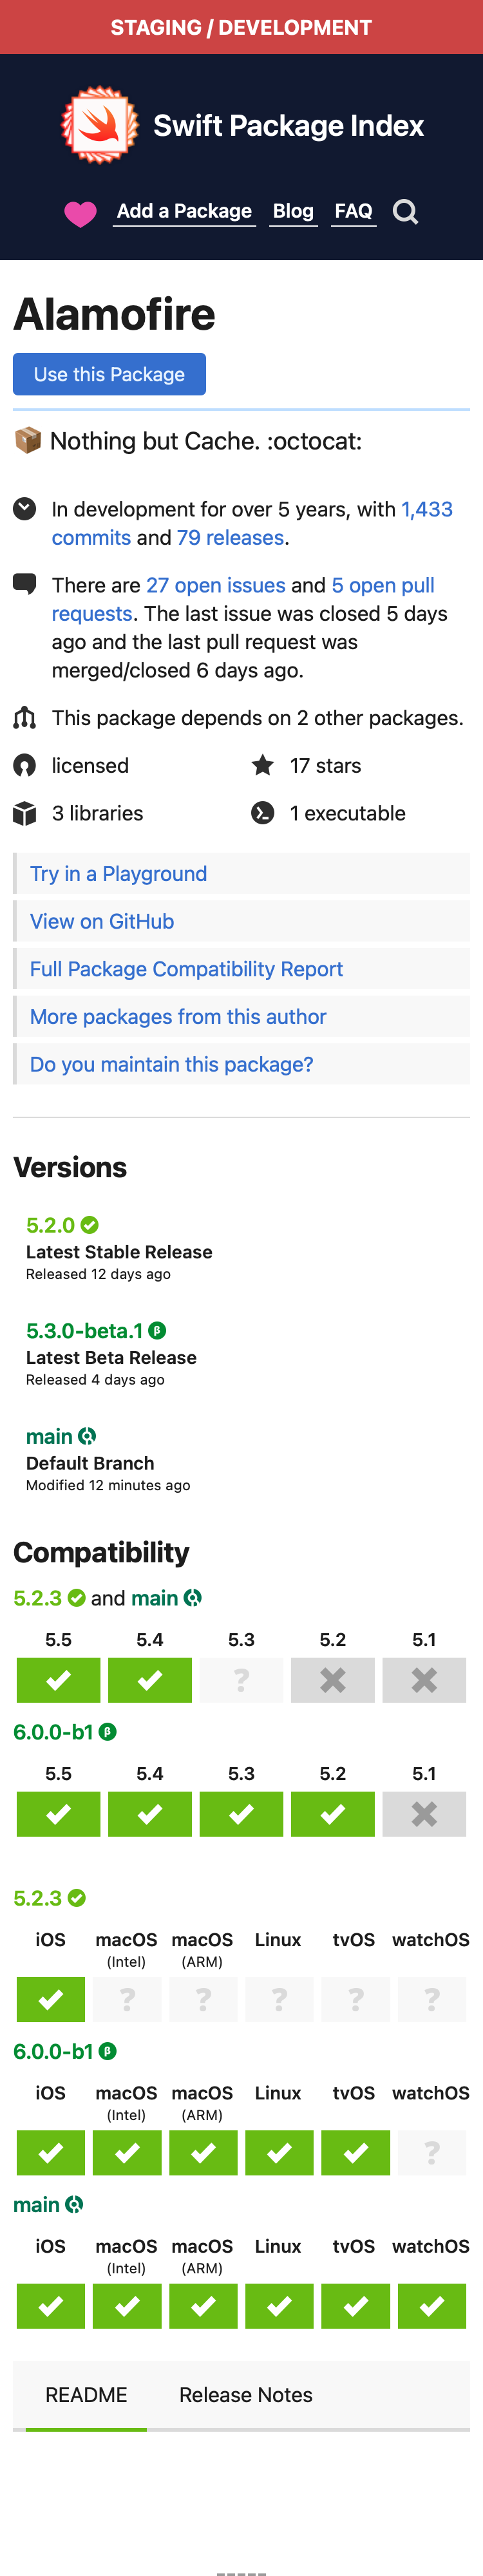 STAGING / DEVELOPMENT
Swift Package Index
Add a Package Blog FAQ
Alamofire
Use this Package
📦 Nothing but Cache. :octocat:
In development for over 5 years, with 1,433
commits and 79 releases.
There are 27 open issues and 5 open pull
requests. The last issue was closed 5 days
ago and the last pull request was
merged/closed 6 days ago.
This package depends on 2 other packages.
licensed 17 stars
3 libraries 1 executable
Try in a Playground
View on GitHub
Full Package Compatibility Report
More packages from this author
Do you maintain this package?
Versions
5.2.0
Latest Stable Release
Released 12 days ago
5.3.0-beta.1 β
Latest Beta Release
Released 4 days ago
main
Default Branch
Modified 12 minutes ago
Compatibility
5.2.3 and main
5.5 5.4 5.3 5.2 5.1
?
6.0.0-b1 β
5.5 5.4 5.3 5.2 5.1
5.2.3
iOS macOS macOS Linux tvOS watchOS
(Intel) (ARM)
? ? ? ? ?
6.0.0-b1 β
iOS macOS macOS Linux tvOS watchOS
(Intel) (ARM)
?
main
iOS macOS macOS Linux tvOS watchOS
(Intel) (ARM)
README Release Notes